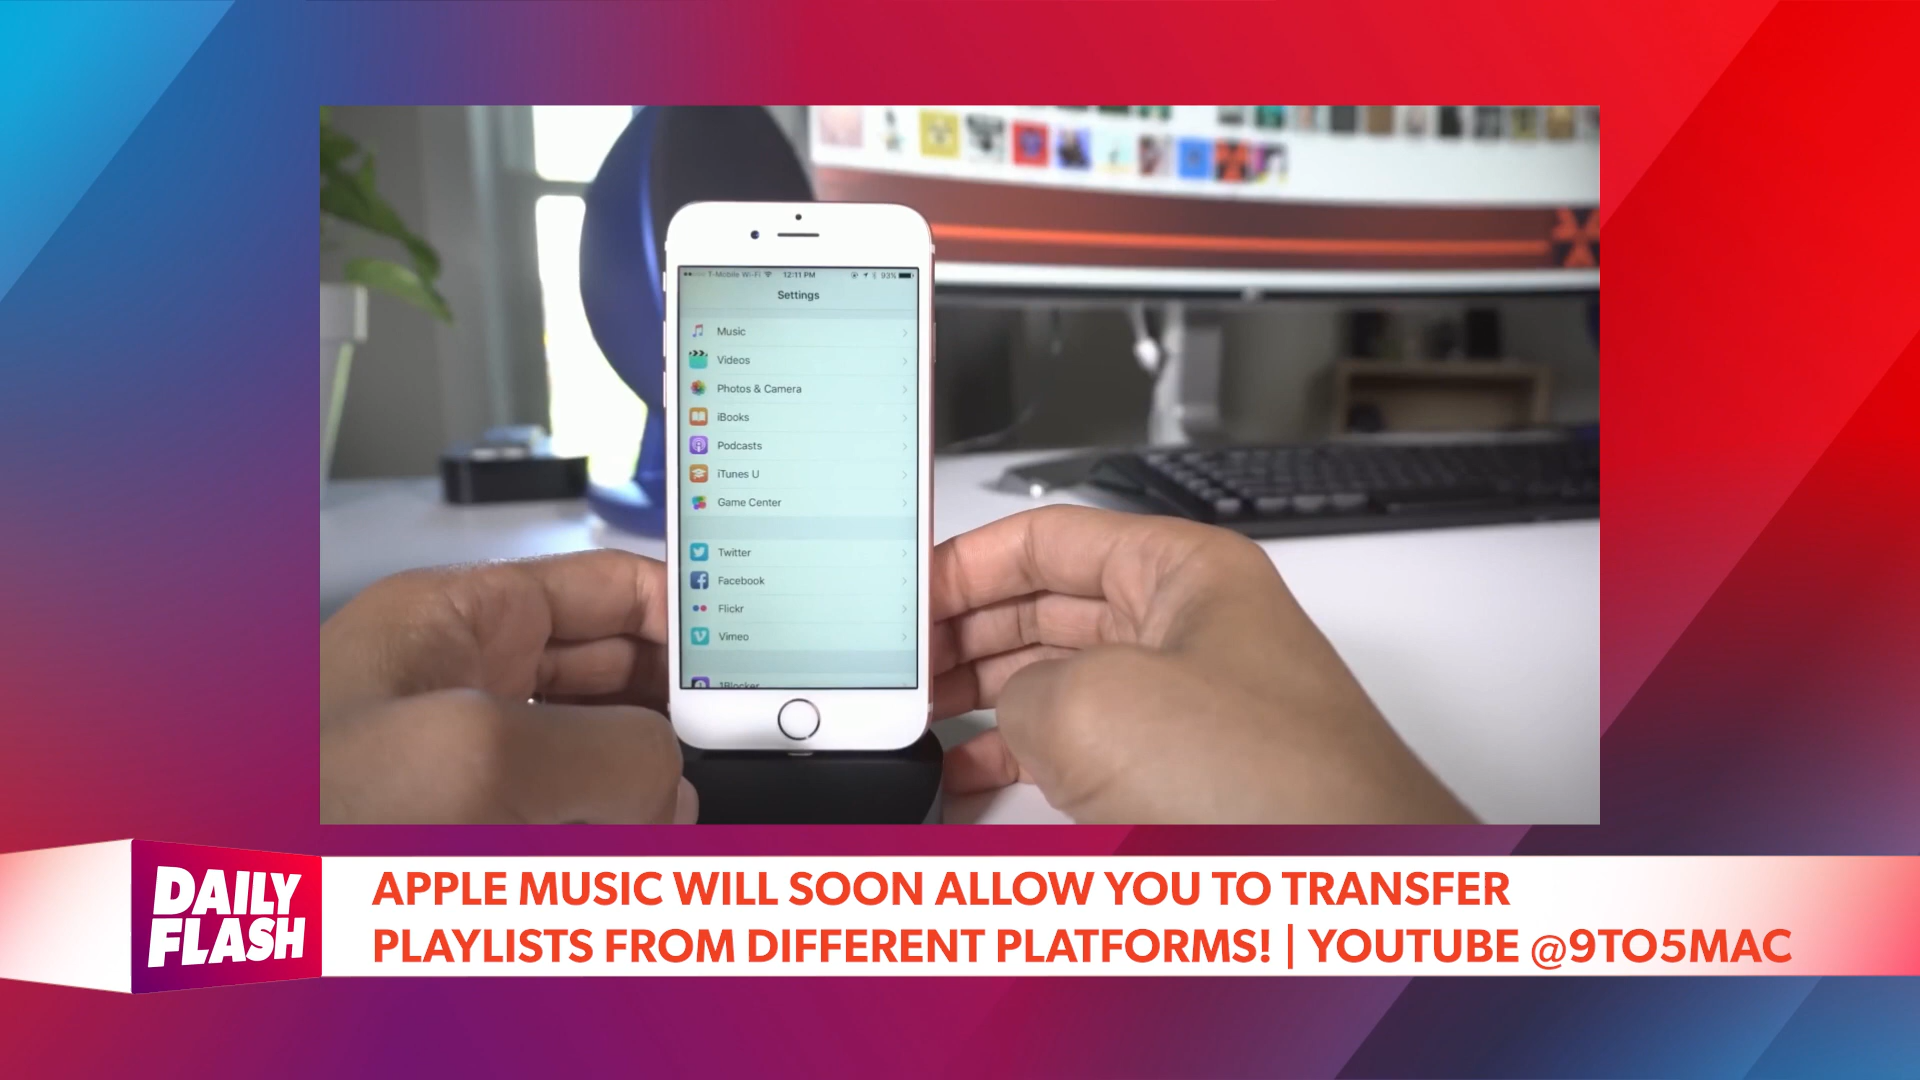 T-Mobile Wi-Fi 12:11 PM 93%
Settings
Music
Videos
Photos & Camera
iBooks
Podcasts
iTunes U
Game Center
Twitter
Facebook
Flickr
Vimeo
1Blocker
DAILY
FLASH
APPLE MUSIC WILL SOON ALLOW YOU TO TRANSFER
PLAYLISTS FROM DIFFERENT PLATFORMS! | YOUTUBE @9TO5MAC